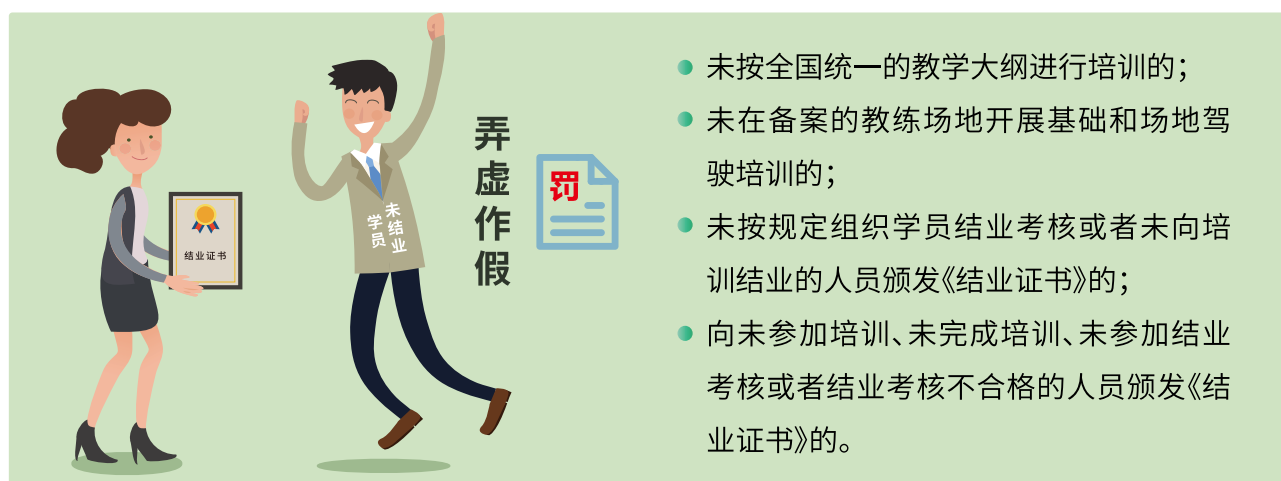 结业证书
未结业
学员
弄虚作假
罚
未按全国统一的教学大纲进行培训的；
未在备案的教练场地开展基础和场地驾
驶培训的；
未按规定组织学员结业考核或者未向培
训结业的人员颁发《结业证书》的；
向未参加培训、未完成培训、未参加结业
考核或者结业考核不合格的人员颁发《结
业证书》的。